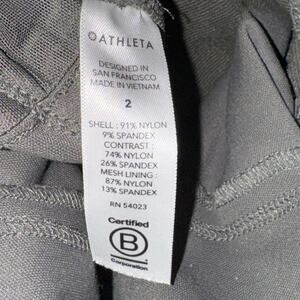 ATHLETA
DESIGNED IN
SAN FRANCISCO
MADE IN VIETNAM
2
SHELL : 91% NYLON
9% SPANDEX
CONTRAST :
74% NYLON
26% SPANDEX
MESH LINING :
87% NYLON
13% SPANDEX
RN 54023
Certified
B
Corporation